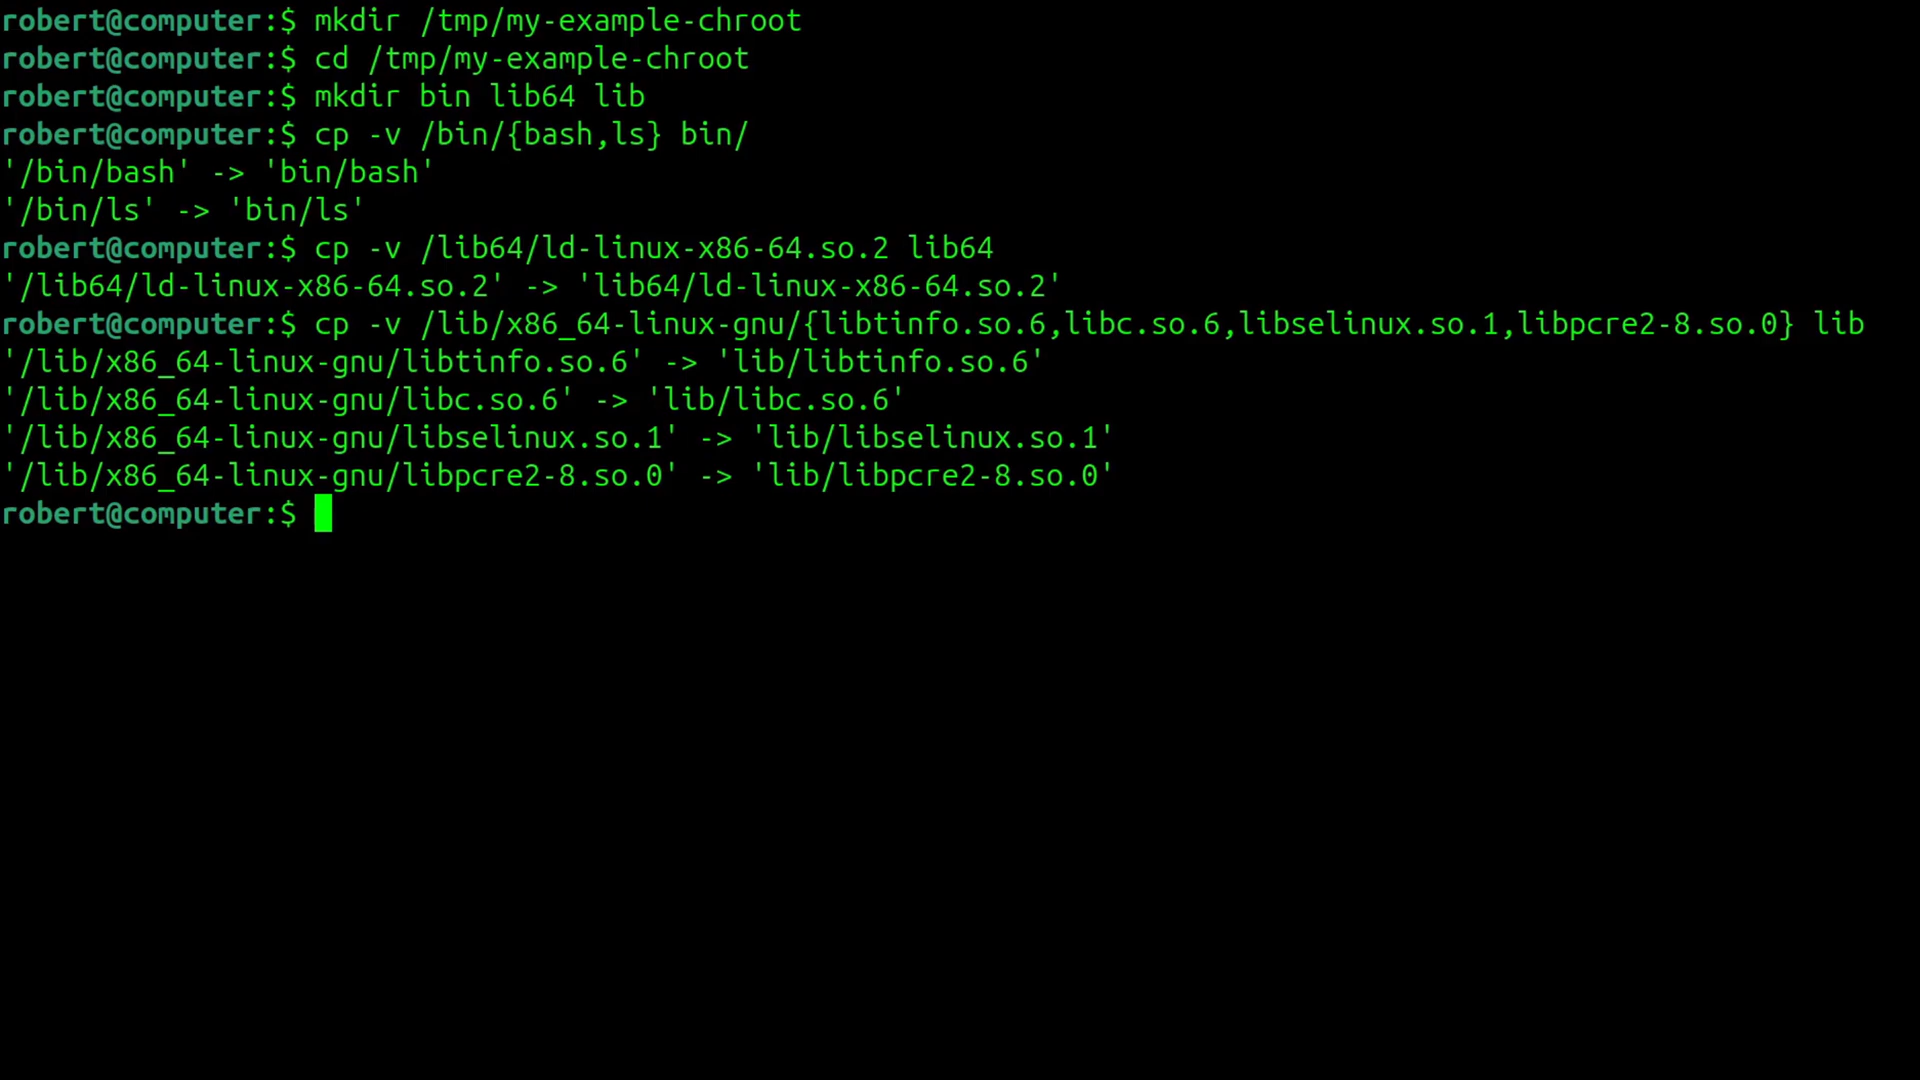 robert@computer:$ mkdir /tmp/my-example-chroot
robert@computer:$ cd /tmp/my-example-chroot
robert@computer:$ mkdir bin lib64 lib
robert@computer:$ cp -v /bin/{bash,ls} bin/
'/bin/bash' -> 'bin/bash'
'/bin/ls' -> 'bin/ls'
robert@computer:$ cp -v /lib64/ld-linux-x86-64.so.2 lib64
'/lib64/ld-linux-x86-64.so.2' -> 'lib64/ld-linux-x86-64.so.2'
robert@computer:$ cp -v /lib/x86_64-linux-gnu/{libtinfo.so.6,libc.so.6,libselinux.so.1,libpcre2-8.so.0} lib
'/lib/x86_64-linux-gnu/libtinfo.so.6' -> 'lib/libtinfo.so.6'
'/lib/x86_64-linux-gnu/libc.so.6' -> 'lib/libc.so.6'
'/lib/x86_64-linux-gnu/libselinux.so.1' -> 'lib/libselinux.so.1'
'/lib/x86_64-linux-gnu/libpcre2-8.so.0' -> 'lib/libpcre2-8.so.0'
robert@computer:$